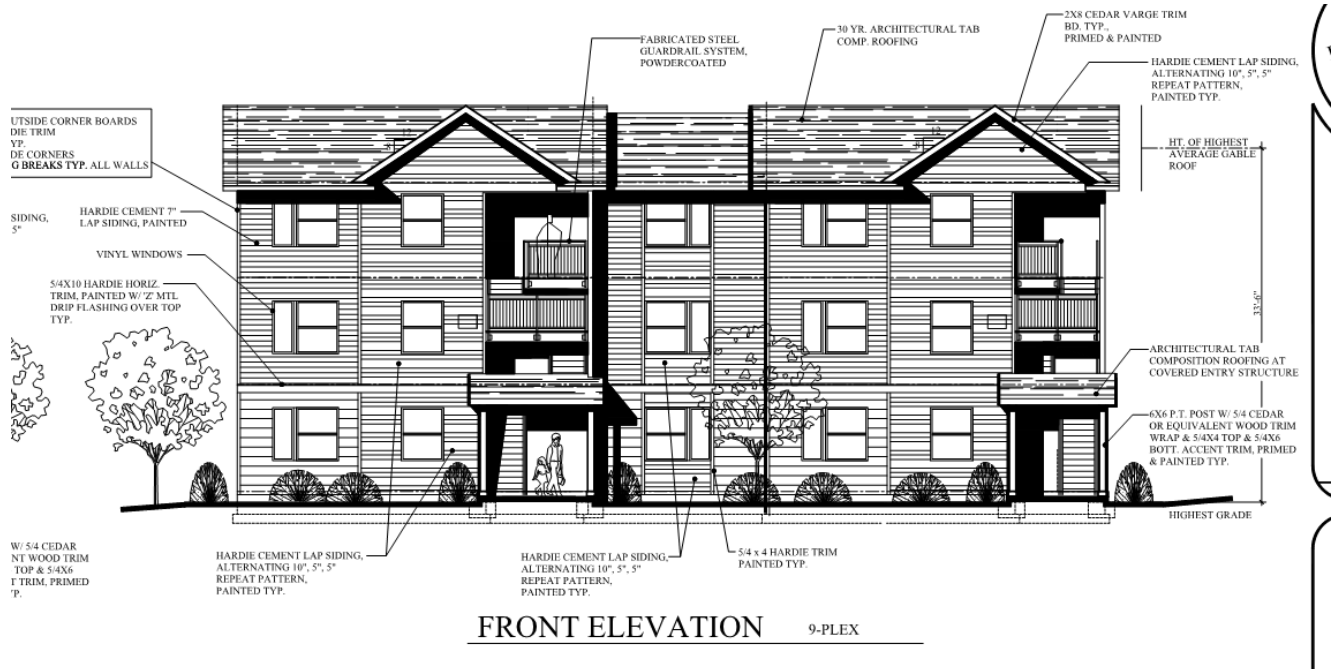 FABRICATED STEEL
GUARDRAIL SYSTEM,
POWDERCOATED
30 YR. ARCHITECTURAL TAB
COMP. ROOFING
2X8 CEDAR VARGE TRIM
BD. TYP.,
PRIMED & PAINTED
HARDIE CEMENT LAP SIDING,
ALTERNATING 10", 5", 5"
REPEAT PATTERN,
PAINTED TYP.
UTSIDE CORNER BOARDS
DIE TRIM
YP.
DE CORNERS
G BREAKS TYP. ALL WALLS
12
8
12
8
HT. OF HIGHEST
AVERAGE GABLE
ROOF
SIDING,
5"
HARDIE CEMENT 7"
LAP SIDING, PAINTED
VINYL WINDOWS
5/4X10 HARDIE HORIZ.
TRIM, PAINTED W/ 'Z' MTL
DRIP FLASHING OVER TOP
TYP.
33'-6"
ARCHITECTURAL TAB
COMPOSITION ROOFING AT
COVERED ENTRY STRUCTURE
6X6 P.T. POST W/ 5/4 CEDAR
OR EQUIVALENT WOOD TRIM
WRAP & 5/4X4 TOP & 5/4X6
BOTT. ACCENT TRIM, PRIMED
& PAINTED TYP.
HIGHEST GRADE
W/ 5/4 CEDAR
NT WOOD TRIM
TOP & 5/4X6
T TRIM, PRIMED
P.
HARDIE CEMENT LAP SIDING,
ALTERNATING 10", 5", 5"
REPEAT PATTERN,
PAINTED TYP.
HARDIE CEMENT LAP SIDING,
ALTERNATING 10", 5", 5"
REPEAT PATTERN,
PAINTED TYP.
5/4 x 4 HARDIE TRIM
PAINTED TYP.
FRONT ELEVATION 9-PLEX